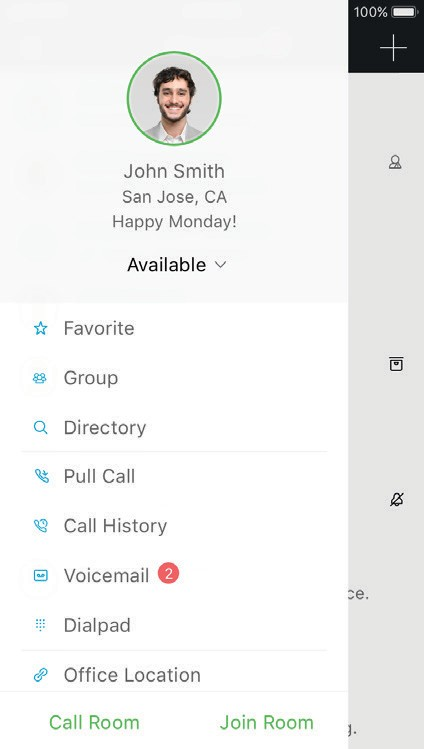 100%
John Smith
San Jose, CA
Happy Monday!
Available
Favorite
Group
Directory
Pull Call
Call History
Voicemail 2
Dialpad
ce.
Office Location
g.
Call Room Join Room